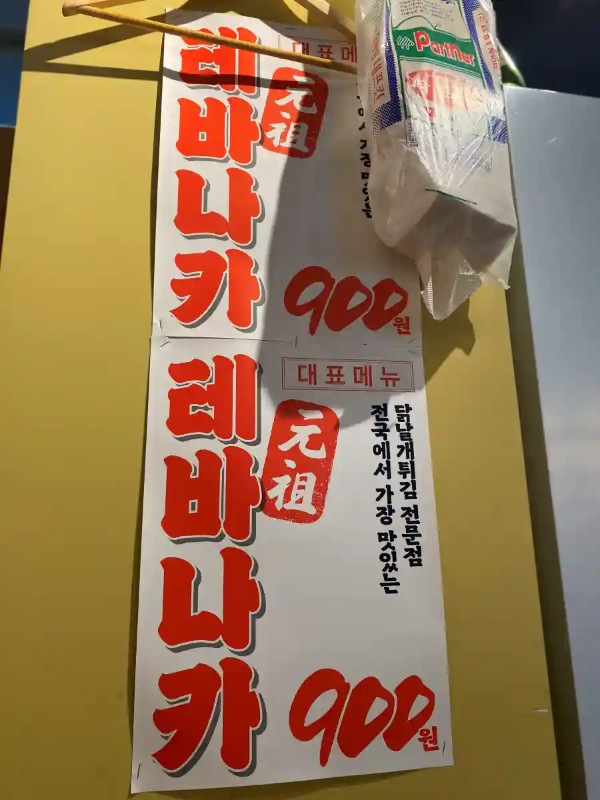 테바나카
대표메
元祖
900원
Partner
테바나카
대표메뉴
元祖
닭날개튀김 전문점
전국에서 가장 맛있는
900원